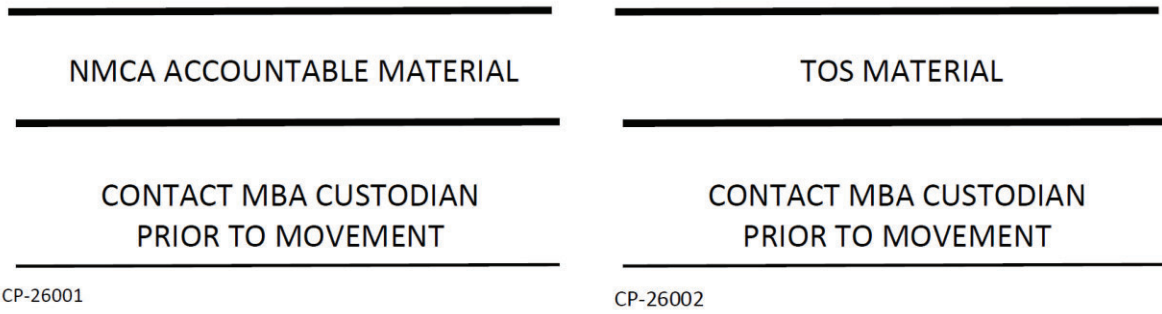 NMCA ACCOUNTABLE MATERIAL
CONTACT MBA CUSTODIAN
PRIOR TO MOVEMENT
CP-26001
TOS MATERIAL
CONTACT MBA CUSTODIAN
PRIOR TO MOVEMENT
CP-26002